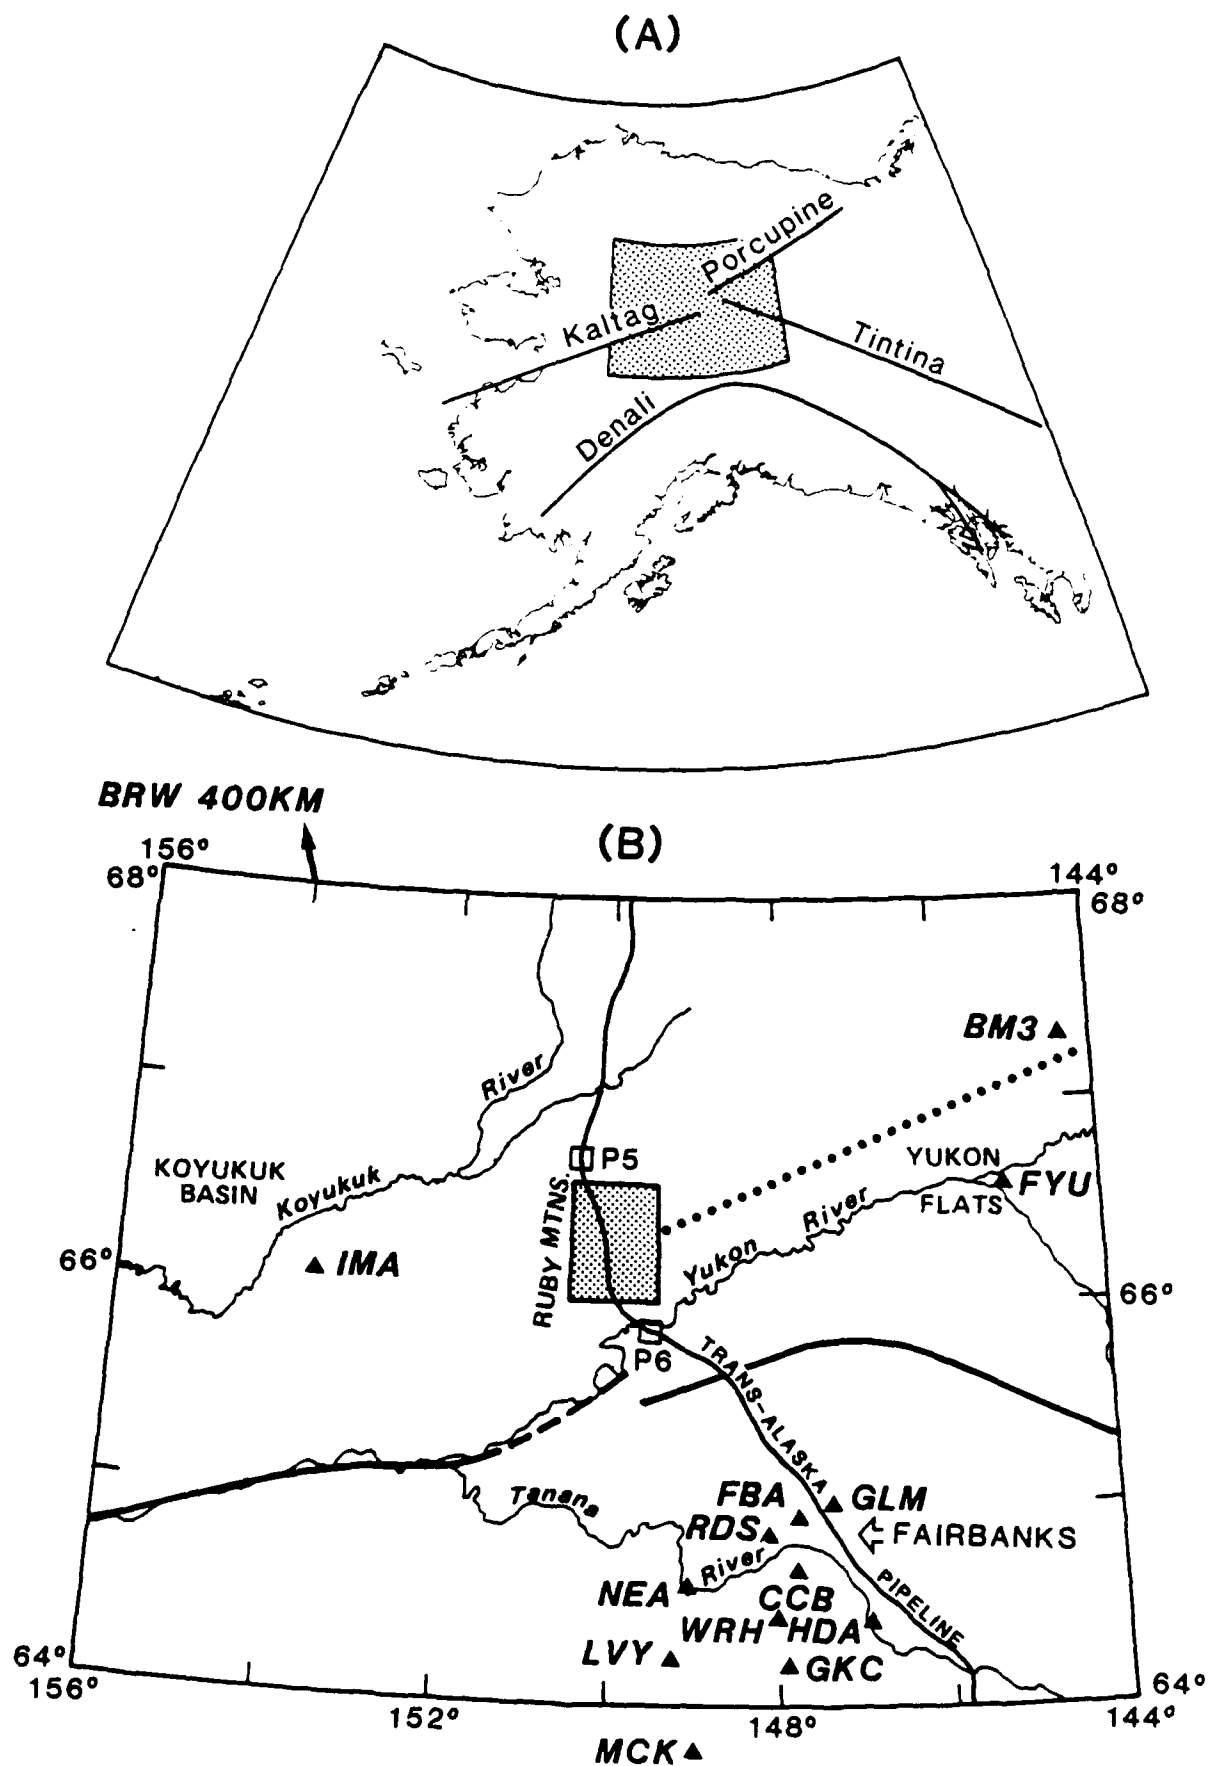 (A)
Porcupine
Kaltag
Tintina
Denali
BRW 400KM
(B)
156°
144°
68°
68°
BM3
River
P5
KOYUKUK
BASIN
Koyukuk
YUKON
FLATS
FYU
RUBY MTNS.
River
Yukon
66°
IMA
66°
P6
TRANS-ALASKA
Tanana
FBA
GLM
RDS
FAIRBANKS
River
NEA
CCB
PIPELINE
WRH
HDA
LVY
GKC
64°
64°
156°
152°
148°
144°
MCK